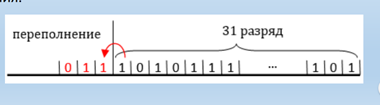 переполнение 31 разряд
0 1 1 1 0 1 0 1 1 1 ... 1 0 1